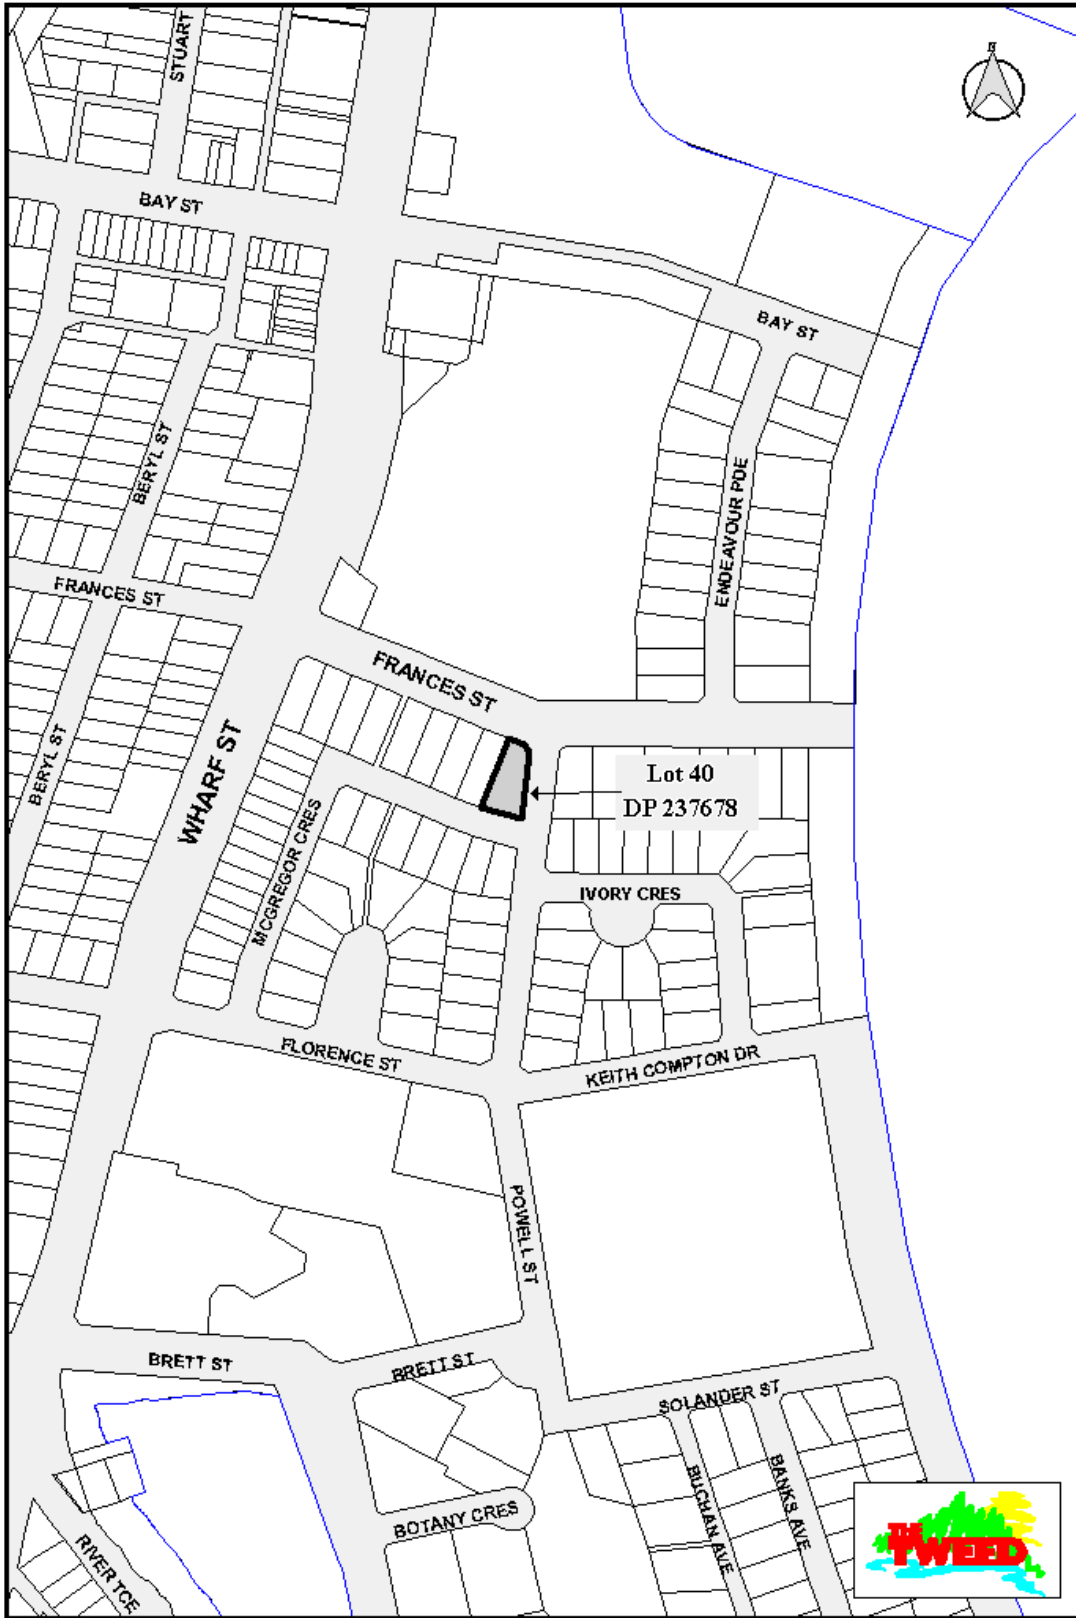 N
STUART
BAY ST
BAY ST
BERYL ST
ENDEAVOUR PDE
FRANCES ST
FRANCES ST
WHARF ST
BERYL ST
Lot 40
DP 237678
MCGREGOR CRES
IVORY CRES
FLORENCE ST
KEITH COMPTON DR
POWELL ST
BRETT ST
BRETT ST
SOLANDER ST
BUCHAN AVE
BANKS AVE
BOTANY CRES
RIVER TCE
THE
TWEED